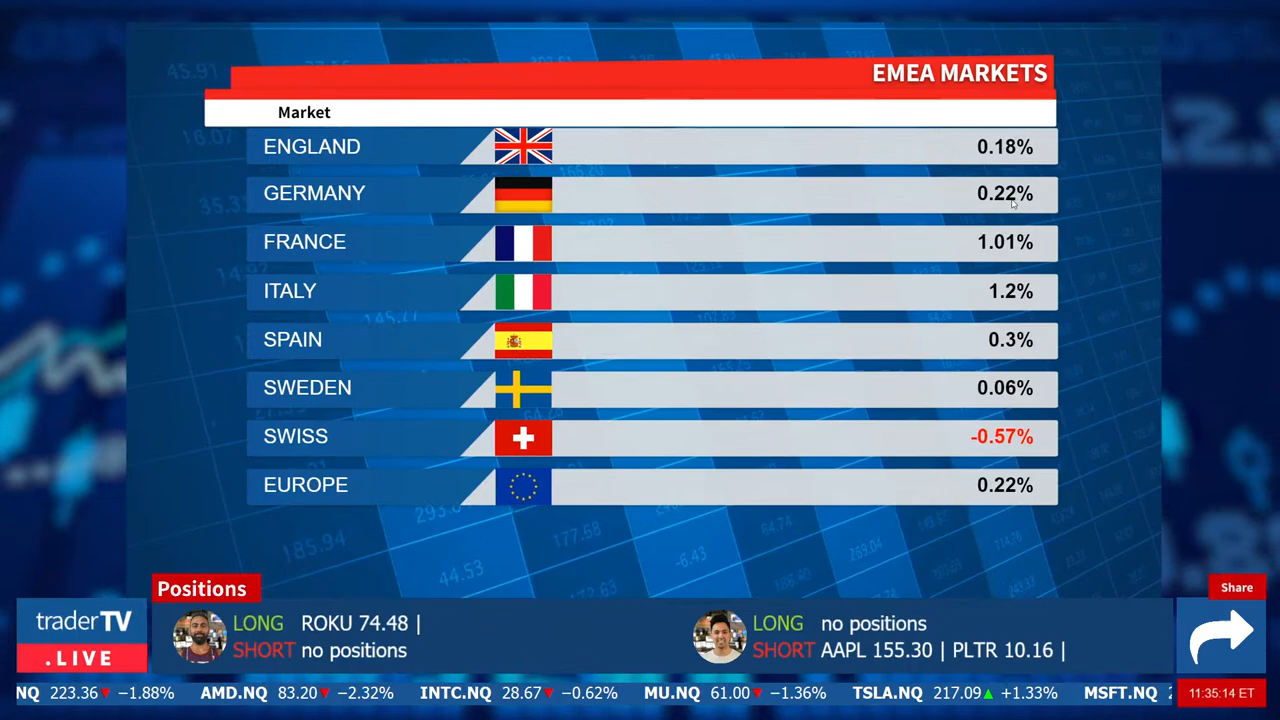 EMEA MARKETS
Market
ENGLAND 0.18%
GERMANY 0.22%
FRANCE 1.01%
ITALY 1.2%
SPAIN 0.3%
SWEDEN 0.06%
SWISS -0.57%
EUROPE 0.22%
Positions
Share
traderTV
.LIVE
LONG ROKU 74.48 |
SHORT no positions
LONG no positions
SHORT AAPL 155.30 | PLTR 10.16 |
NQ 223.36 ▼ −1.88% AMD.NQ 83.20 ▼ −2.32% INTC.NQ 28.67 ▼ −0.62% MU.NQ 61.00 ▼ −1.36% TSLA.NQ 217.09 ▲ +1.33% MSFT.NQ
11:35:14 ET